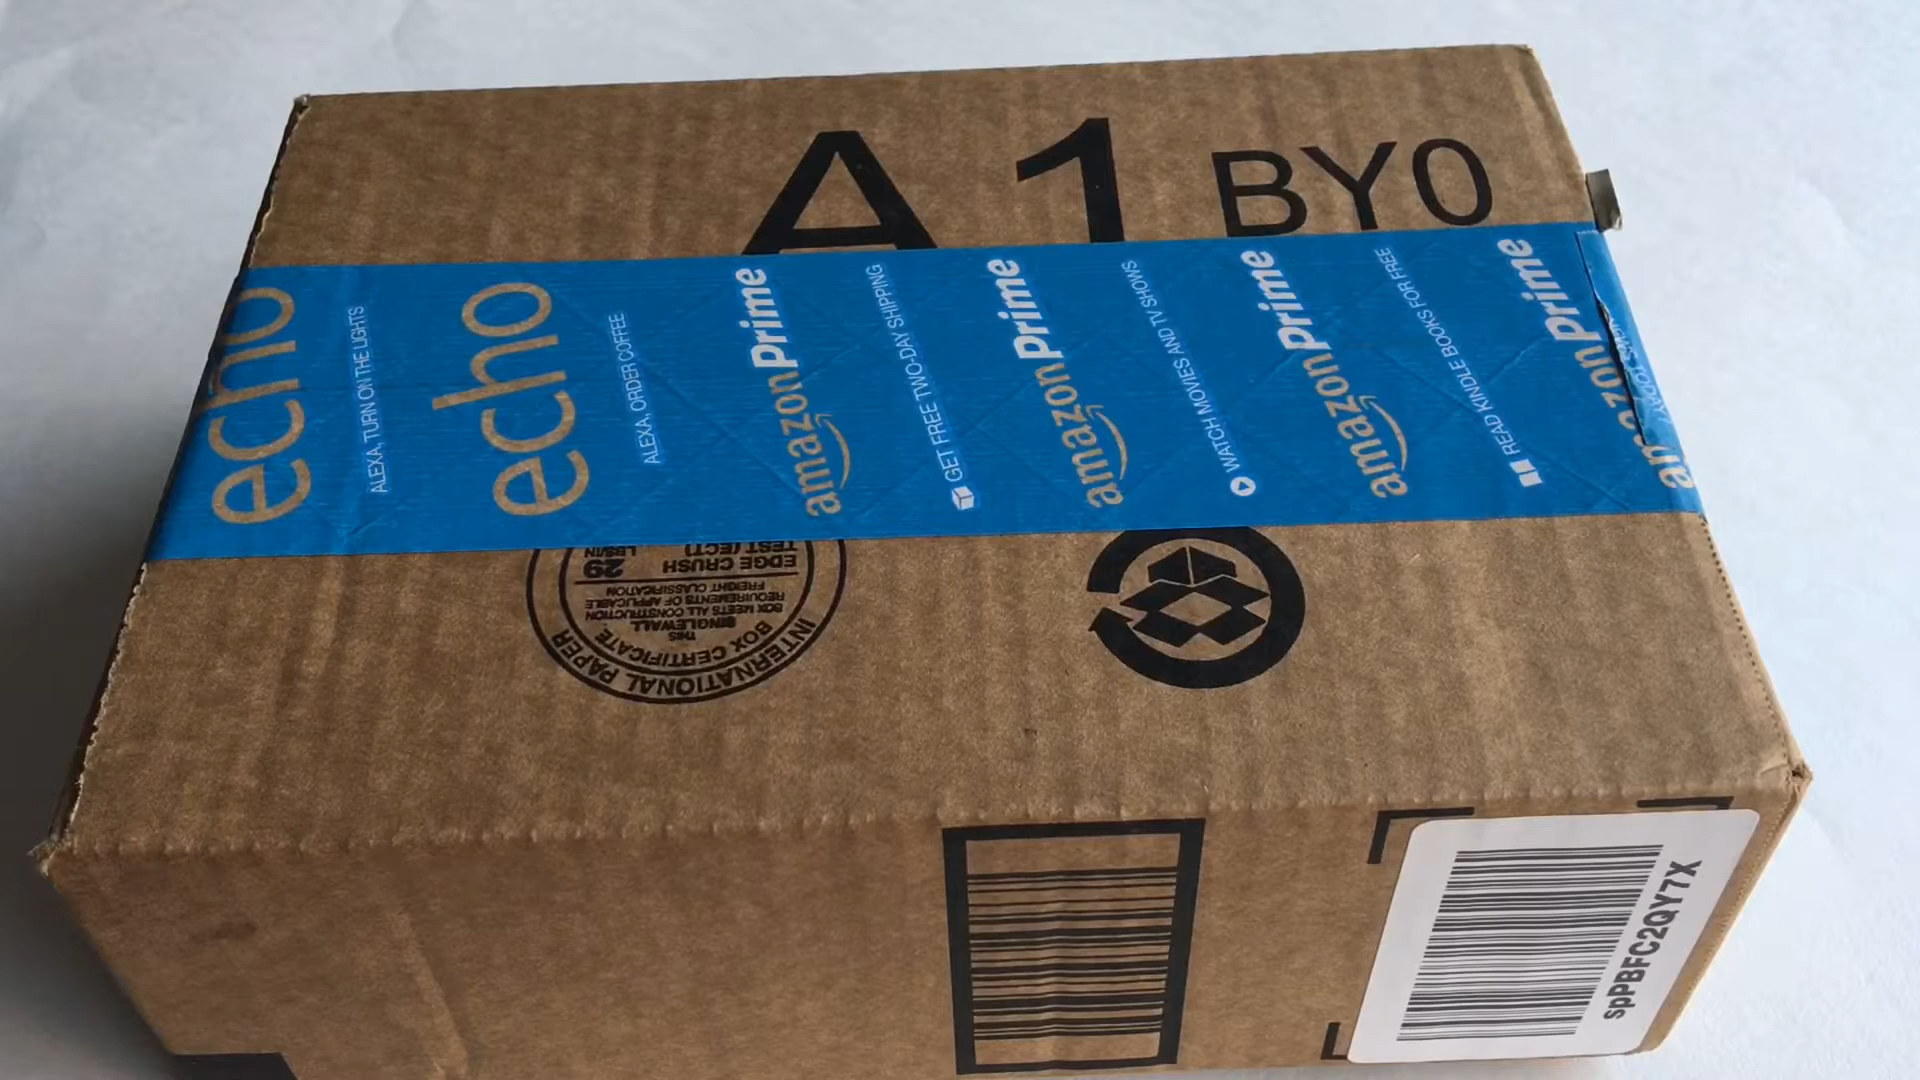 A 1 BY0
echo
ALEXA, TURN ON THE LIGHTS
echo
ALEXA, ORDER COFFEE
amazonPrime
GET FREE TWO-DAY SHIPPING
amazonPrime
WATCH MOVIES AND TV SHOWS
amazonPrime
READ KINDLE BOOKS FOR FREE
amazonPrime
INTERNATIONAL PAPER
BOX CERTIFICATE
THIS
SINGLEWALL
BOX MEETS ALL CONSTRUCTION
REQUIREMENTS OF APPLICABLE
FREIGHT CLASSIFICATION
EDGE CRUSH
TEST (ECT)
29
LBS/IN
spPBFC2QY7X